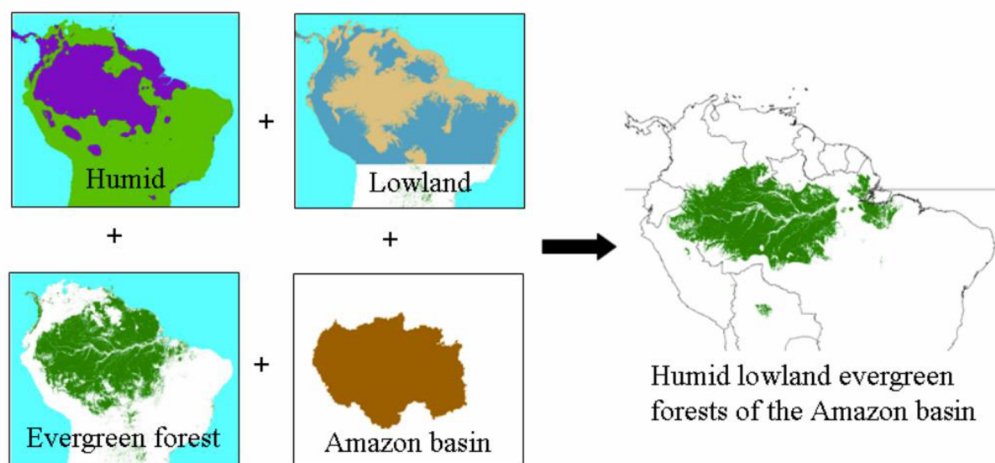 Humid
+
Lowland
+
+
Evergreen forest
+
Amazon basin
Humid lowland evergreen
forests of the Amazon basin